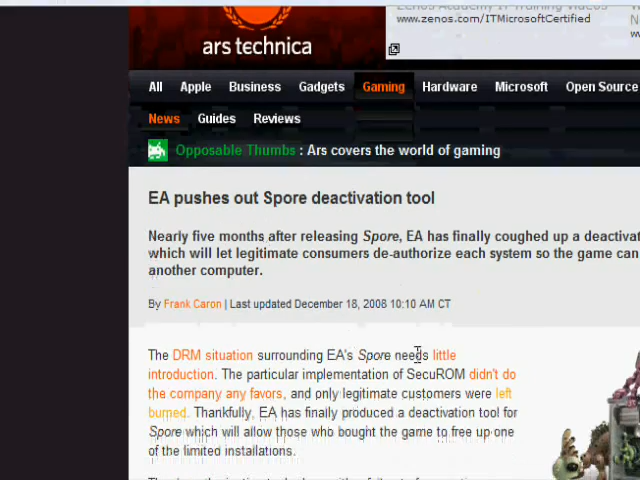 Zenos Academy IT Training Videos
www.zenos.com/ITMicrosoftCertified
ars technica
All Apple Business Gadgets Gaming Hardware Microsoft Open Source
News Guides Reviews
Opposable Thumbs : Ars covers the world of gaming
EA pushes out Spore deactivation tool
Nearly five months after releasing Spore, EA has finally coughed up a deactivat
which will let legitimate consumers de-authorize each system so the game can
another computer.
By Frank Caron | Last updated December 18, 2008 10:10 AM CT
The DRM situation surrounding EA's Spore needs little
introduction. The particular implementation of SecuROM didn't do
the company any favors, and only legitimate customers were left
burned. Thankfully, EA has finally produced a deactivation tool for
Spore which will allow those who bought the game to free up one
of the limited installations.